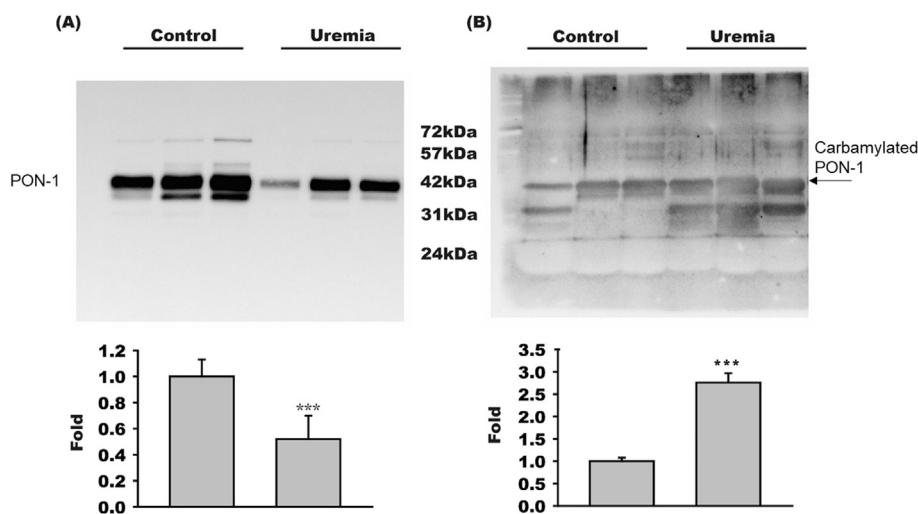 (A)
Control
Uremia
PON-1
72kDa
57kDa
42kDa
31kDa
24kDa
(B)
Control
Uremia
Carbamylated
PON-1
1.2
1.0
0.8
0.6
0.4
0.2
0.0
Fold
***
3.5
3.0
2.5
2.0
1.5
1.0
0.5
0.0
Fold
***